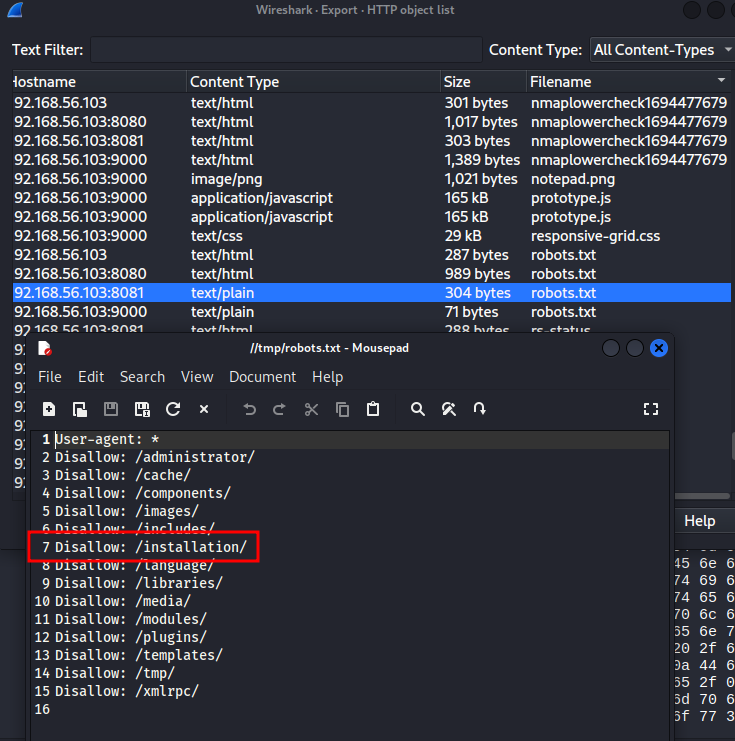 Wireshark · Export · HTTP object list
Text Filter: Content Type: All Content-Types
Hostname Content Type Size Filename
92.168.56.103 text/html 301 bytes nmaplowercheck1694477679
92.168.56.103:8080 text/html 1,017 bytes nmaplowercheck1694477679
92.168.56.103:8081 text/html 303 bytes nmaplowercheck1694477679
92.168.56.103:9000 text/html 1,389 bytes nmaplowercheck1694477679
92.168.56.103:9000 image/png 1,021 bytes notepad.png
92.168.56.103:9000 application/javascript 165 kB prototype.js
92.168.56.103:9000 application/javascript 165 kB prototype.js
92.168.56.103:9000 text/css 29 kB responsive-grid.css
92.168.56.103 text/html 287 bytes robots.txt
92.168.56.103:8080 text/html 989 bytes robots.txt
92.168.56.103:8081 text/plain 304 bytes robots.txt
92.168.56.103:9000 text/plain 71 bytes robots.txt
92.168.56.103:8081 text/html 288 bytes rs-status
//tmp/robots.txt - Mousepad
File Edit Search View Document Help
1 User-agent: *
2 Disallow: /administrator/
3 Disallow: /cache/
4 Disallow: /components/
5 Disallow: /images/
6 Disallow: /includes/
7 Disallow: /installation/
8 Disallow: /language/
9 Disallow: /libraries/
10 Disallow: /media/
11 Disallow: /modules/
12 Disallow: /plugins/
13 Disallow: /templates/
14 Disallow: /tmp/
15 Disallow: /xmlrpc/
16
Help
45 6e 6
74 69 6
74 65 6
70 6c 6
65 6e 7
20 2f 6
0a 44 6
65 2f 0
6d 70 6
6f 77 3